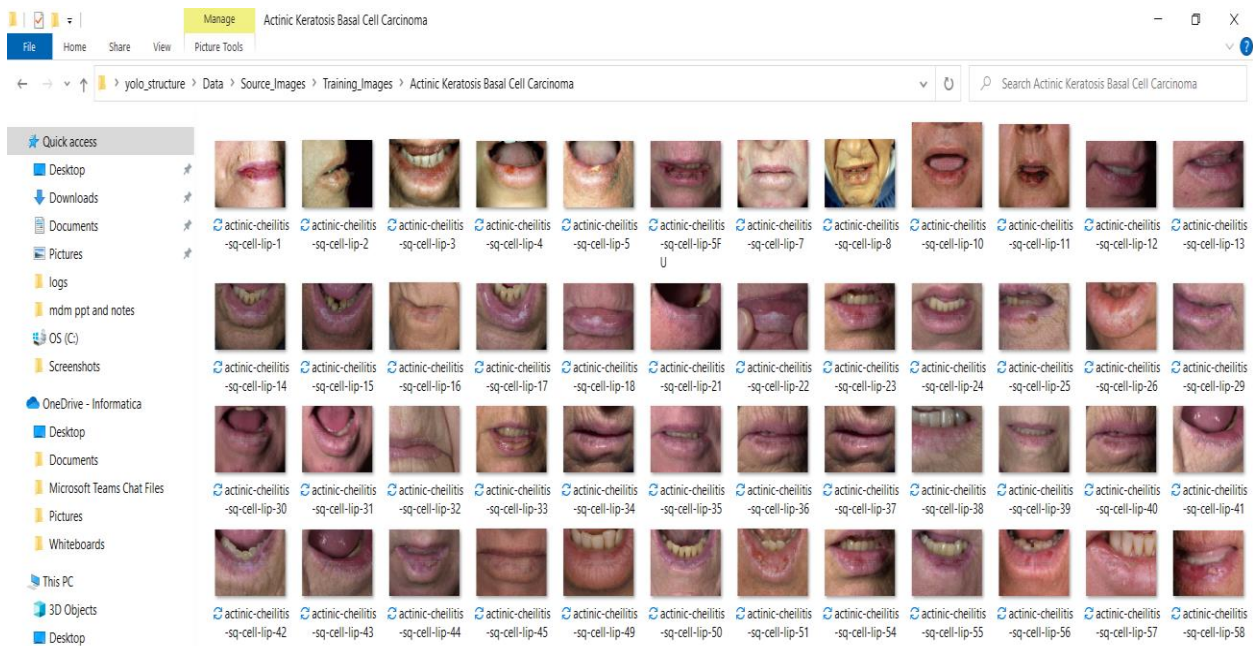 Manage
Actinic Keratosis Basal Cell Carcinoma
File
Home
Share
View
Picture Tools
yolo_structure > Data > Source_Images > Training_Images > Actinic Keratosis Basal Cell Carcinoma
Search Actinic Keratosis Basal Cell Carcinoma
Quick access
Desktop
Downloads
Documents
Pictures
logs
mdm ppt and notes
OS (C:)
Screenshots
OneDrive - Informatica
Desktop
Documents
Microsoft Teams Chat Files
Pictures
Whiteboards
This PC
3D Objects
Desktop
actinic-cheilitis
-sq-cell-lip-1
actinic-cheilitis
-sq-cell-lip-2
actinic-cheilitis
-sq-cell-lip-3
actinic-cheilitis
-sq-cell-lip-4
actinic-cheilitis
-sq-cell-lip-5
actinic-cheilitis
-sq-cell-lip-5F
U
actinic-cheilitis
-sq-cell-lip-7
actinic-cheilitis
-sq-cell-lip-8
actinic-cheilitis
-sq-cell-lip-10
actinic-cheilitis
-sq-cell-lip-11
actinic-cheilitis
-sq-cell-lip-12
actinic-cheilitis
-sq-cell-lip-13
actinic-cheilitis
-sq-cell-lip-14
actinic-cheilitis
-sq-cell-lip-15
actinic-cheilitis
-sq-cell-lip-16
actinic-cheilitis
-sq-cell-lip-17
actinic-cheilitis
-sq-cell-lip-18
actinic-cheilitis
-sq-cell-lip-21
actinic-cheilitis
-sq-cell-lip-22
actinic-cheilitis
-sq-cell-lip-23
actinic-cheilitis
-sq-cell-lip-24
actinic-cheilitis
-sq-cell-lip-25
actinic-cheilitis
-sq-cell-lip-26
actinic-cheilitis
-sq-cell-lip-29
actinic-cheilitis
-sq-cell-lip-30
actinic-cheilitis
-sq-cell-lip-31
actinic-cheilitis
-sq-cell-lip-32
actinic-cheilitis
-sq-cell-lip-33
actinic-cheilitis
-sq-cell-lip-34
actinic-cheilitis
-sq-cell-lip-35
actinic-cheilitis
-sq-cell-lip-36
actinic-cheilitis
-sq-cell-lip-37
actinic-cheilitis
-sq-cell-lip-38
actinic-cheilitis
-sq-cell-lip-39
actinic-cheilitis
-sq-cell-lip-40
actinic-cheilitis
-sq-cell-lip-41
actinic-cheilitis
-sq-cell-lip-42
actinic-cheilitis
-sq-cell-lip-43
actinic-cheilitis
-sq-cell-lip-44
actinic-cheilitis
-sq-cell-lip-45
actinic-cheilitis
-sq-cell-lip-49
actinic-cheilitis
-sq-cell-lip-50
actinic-cheilitis
-sq-cell-lip-51
actinic-cheilitis
-sq-cell-lip-54
actinic-cheilitis
-sq-cell-lip-55
actinic-cheilitis
-sq-cell-lip-56
actinic-cheilitis
-sq-cell-lip-57
actinic-cheilitis
-sq-cell-lip-58